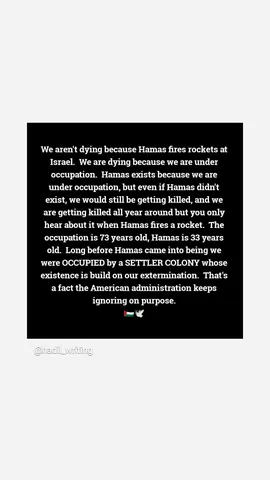 We aren't dying because Hamas fires rockets at
Israel.  We are dying because we are under
occupation.  Hamas exists because we are
under occupation, but even if Hamas didn't
exist, we would still be getting killed, and we
are getting killed all year around but you only
hear about it when Hamas fires a rocket.  The
occupation is 73 years old, Hamas is 33 years
old.  Long before Hamas came into being we
were OCCUPIED by a SETTLER COLONY whose
existence is build on our extermination.  That's
a fact the American administration keeps
ignoring on purpose.
🇵🇸🕊